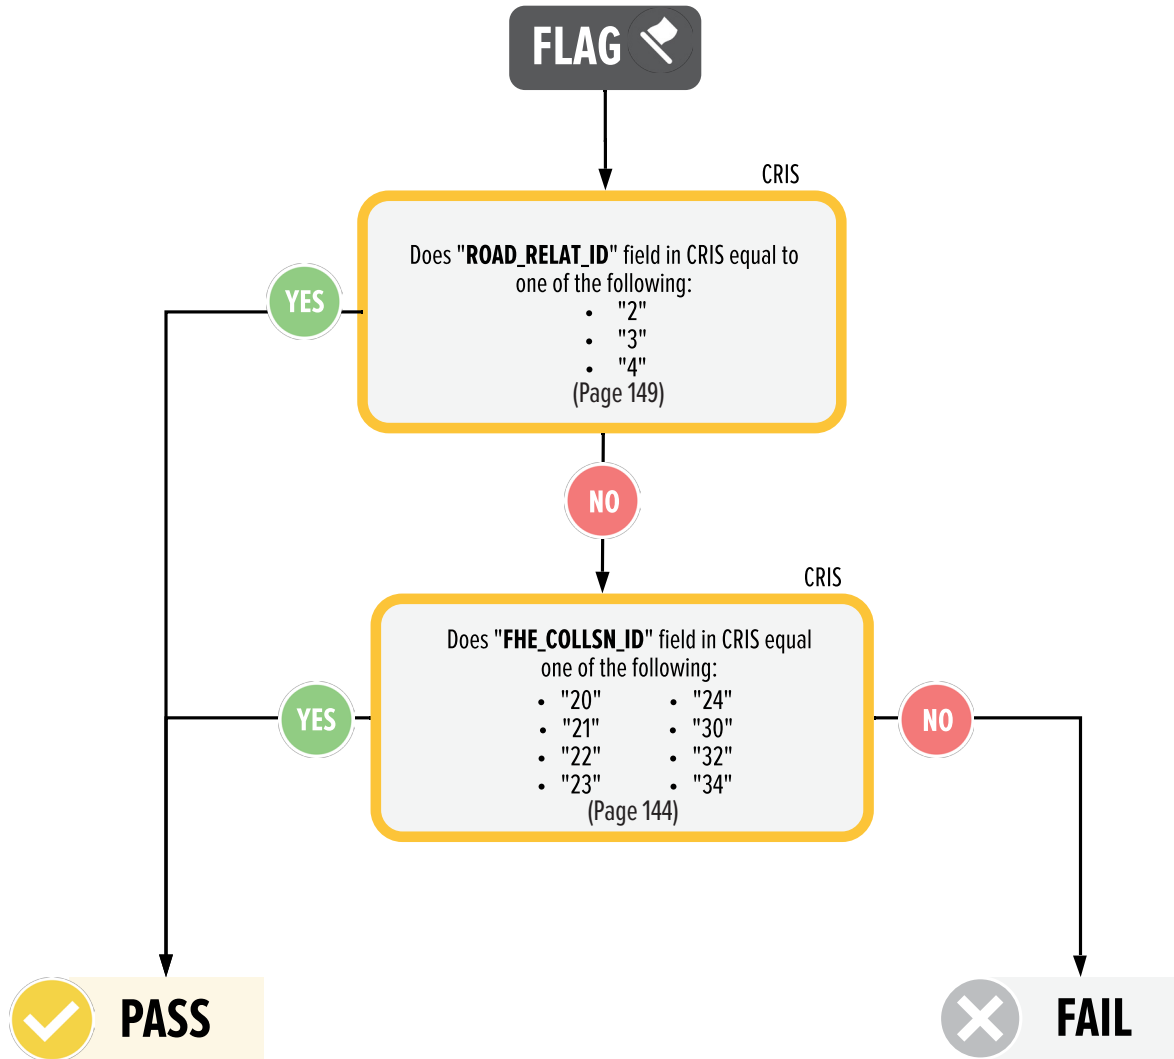 FLAG
CRIS
Does "ROAD_RELAT_ID" field in CRIS equal to
one of the following:
• "2"
• "3"
• "4"
(Page 149)
YES
NO
CRIS
Does "FHE_COLLSN_ID" field in CRIS equal
one of the following:
• "20"
• "21"
• "22"
• "23"
• "24"
• "30"
• "32"
• "34"
(Page 144)
YES
NO
PASS
FAIL